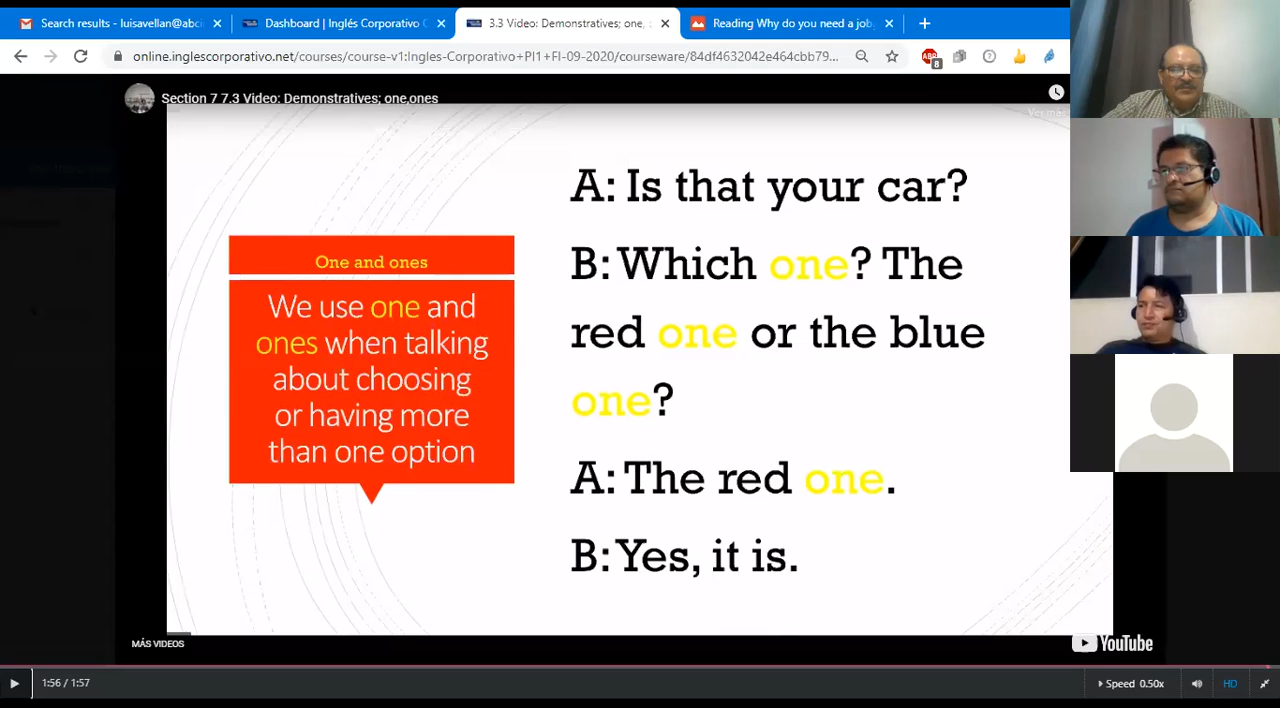 Search results - luisavellan@abc
Dashboard | Inglés Corporativo
3.3 Video: Demonstratives; one,
Reading Why do you need a job
online.inglescorporativo.net/courses/course-v1:Ingles-Corporativo+PI1+FI-09-2020/courseware/84df4632042e464cbb79...
8
Section 7 7.3 Video: Demonstratives; one,ones
Ver más
One and ones
We use one and
ones when talking
about choosing
or having more
than one option
A: Is that your car?
B: Which one? The
red one or the blue
one?
A: The red one.
B: Yes, it is.
MÁS VIDEOS
YouTube
1:56 / 1:57
Speed 0.50x
HD